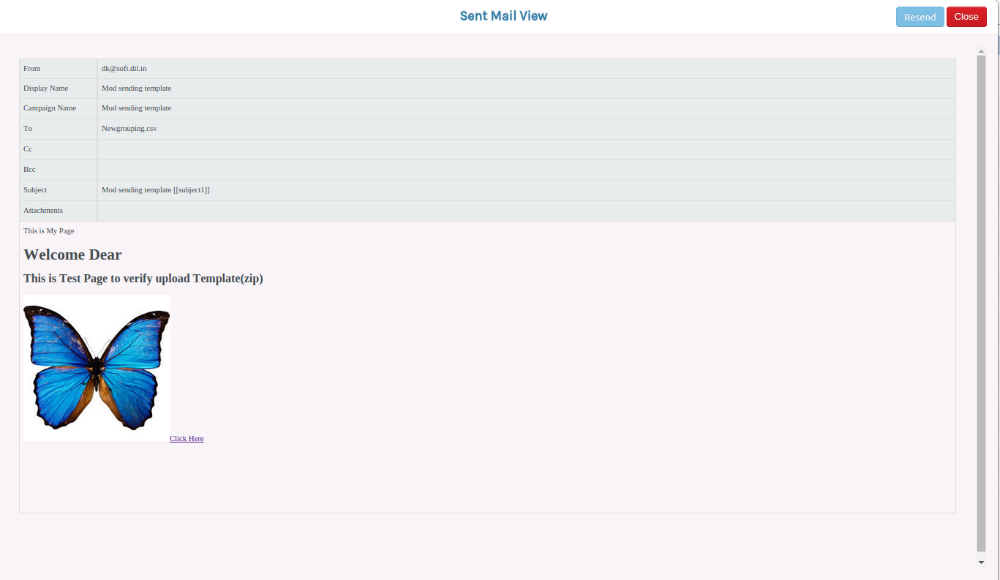 Sent Mail View
Resend
Close
From dk@soft.dil.in
Display Name Mod sending template
Campaign Name Mod sending template
To Newgrouping.csv
Cc
Bcc
Subject Mod sending template [[subject1]]
Attachments
This is My Page
Welcome Dear
This is Test Page to verify upload Template(zip)
Click Here